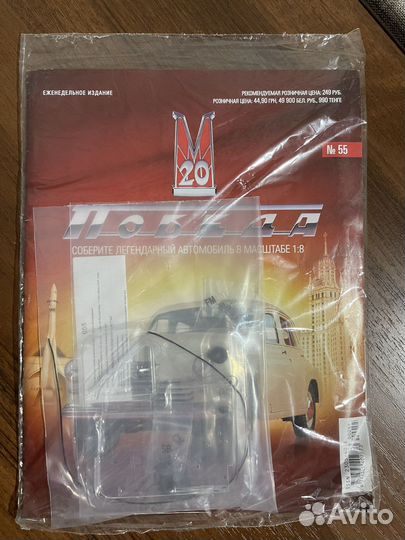 ЕЖЕНЕДЕЛЬНОЕ ИЗДАНИЕ
РЕКОМЕНДУЕМАЯ РОЗНИЧНАЯ ЦЕНА: 249 РУБ.
РОЗНИЧНАЯ ЦЕНА: 44,90 ГРН, 49 900 БЕЛ. РУБ., 990 ТЕНГЕ
М
20
№ 55
ПОБЕДА
СОБЕРИТЕ ЛЕГЕНДАРНЫЙ АВТОМОБИЛЬ В МАСШТАБЕ 1:8
Avito